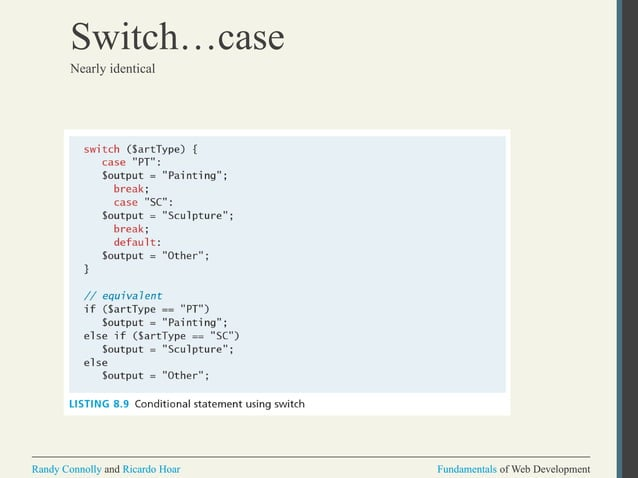 Switch…case
Nearly identical
switch ($artType) {
   case "PT":
   $output = "Painting";
     break;
     case "SC":
   $output = "Sculpture";
     break;
     default:
   $output = "Other";
}
// equivalent
if ($artType == "PT")
   $output = "Painting";
else if ($artType == "SC")
   $output = "Sculpture";
else
   $output = "Other";
LISTING 8.9 Conditional statement using switch
Randy Connolly and Ricardo Hoar
Fundamentals of Web Development